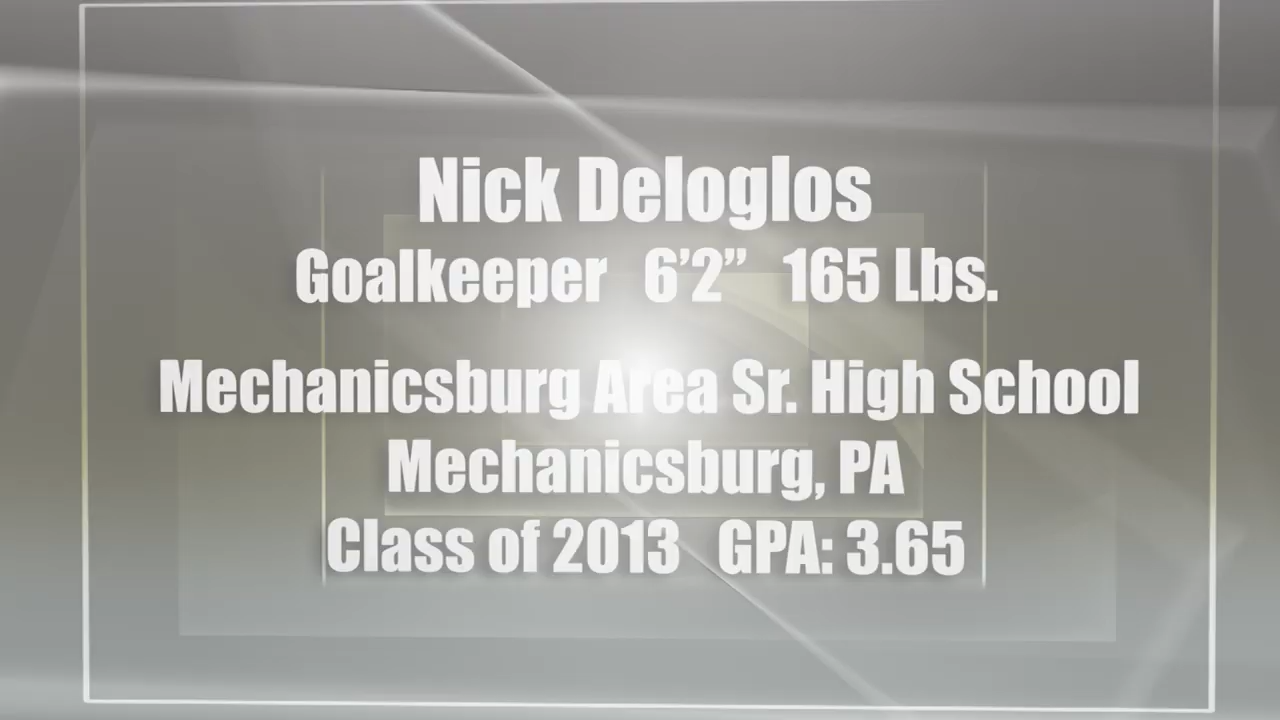 Nick Deloglos
Goalkeeper 6’2” 165 Lbs.
Mechanicsburg Area Sr. High School
Mechanicsburg, PA
Class of 2013 GPA: 3.65